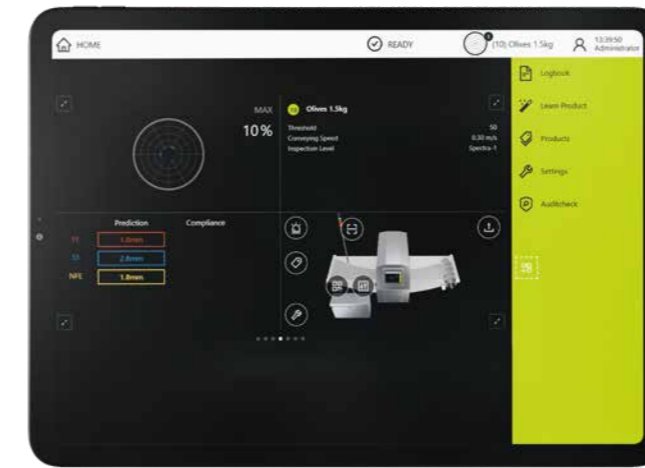 HOME
READY
(10) Olives 1.5kg
13:39:50
Administrator
Logbook
Learn Product
Products
Settings
Auditcheck
MAX
10%
10 Olives 1.5kg
Threshold 50
Conveying Speed 0.30 m/s
Inspection Level Spectra-1
Prediction Compliance
FE 1.0mm
SS 2.8mm
NFE 1.8mm